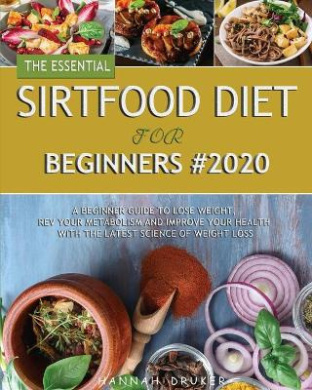 THE ESSENTIAL
SIRTFOOD DIET
FOR
BEGINNERS #2020
A BEGINNER GUIDE TO LOSE WEIGHT,
REV YOUR METABOLISM AND IMPROVE YOUR HEALTH
WITH THE LATEST SCIENCE OF WEIGHT LOSS
HANNAH DRUKER